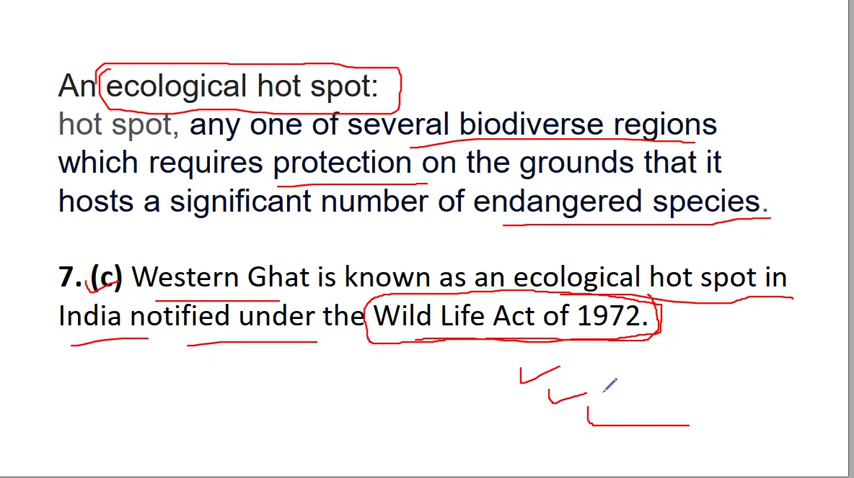 An ecological hot spot:
hot spot, any one of several biodiverse regions
which requires protection on the grounds that it
hosts a significant number of endangered species.
7. (c) Western Ghat is known as an ecological hot spot in
India notified under the Wild Life Act of 1972.